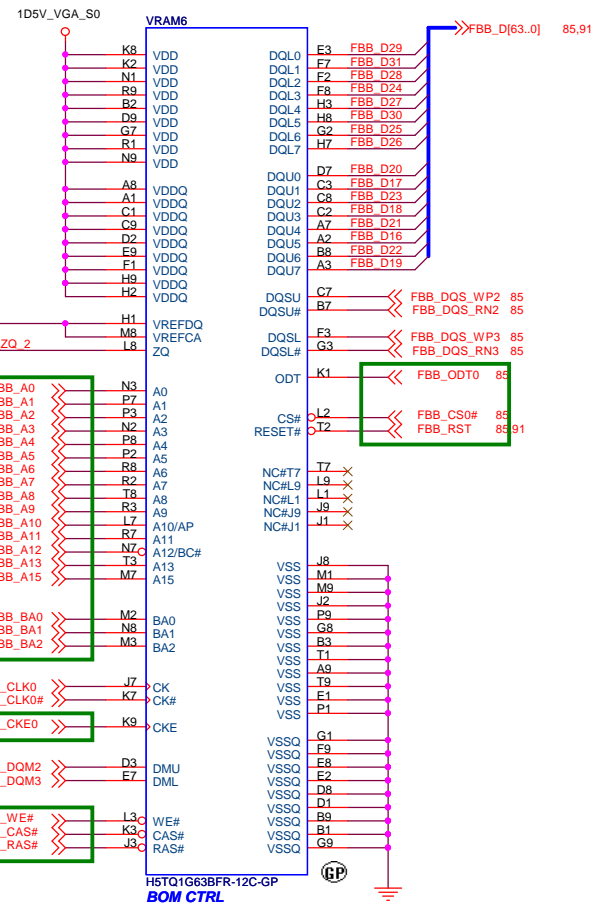 1D5V_VGA_S0
VRAM6
FBB_D[63..0] 85,91
K8 VDD DQL0 E3 FBB_D29
K2 VDD DQL1 F7 FBB_D31
N1 VDD DQL2 F2 FBB_D28
R9 VDD DQL3 F8 FBB_D24
B2 VDD DQL4 H3 FBB_D27
D9 VDD DQL5 H8 FBB_D30
G7 VDD DQL6 G2 FBB_D25
R1 VDD DQL7 H7 FBB_D26
N9 VDD
DQU0 D7 FBB_D20
A8 VDDQ DQU1 C3 FBB_D17
A1 VDDQ DQU2 C8 FBB_D23
C1 VDDQ DQU3 C2 FBB_D18
C9 VDDQ DQU4 A7 FBB_D21
D2 VDDQ DQU5 A2 FBB_D16
E9 VDDQ DQU6 B8 FBB_D22
F1 VDDQ DQU7 A3 FBB_D19
H9 VDDQ
H2 VDDQ DQSU C7 FBB_DQS_WP2 85
DQSU# B7 FBB_DQS_RN2 85
H1 VREFDQ
M8 VREFCA DQSL F3 FBB_DQS_WP3 85
ZQ_2 L8 ZQ DQSL# G3 FBB_DQS_RN3 85
ODT K1 FBB_ODT0 85
BB_A0 N3 A0
BB_A1 P7 A1
BB_A2 P3 A2 CS# L2 FBB_CS0# 85
BB_A3 N2 A3 RESET# T2 FBB_RST 85,91
BB_A4 P8 A4
BB_A5 P2 A5
BB_A6 R8 A6 NC#T7 T7
BB_A7 R2 A7 NC#L9 L9
BB_A8 T8 A8 NC#L1 L1
BB_A9 R3 A9 NC#J9 J9
BB_A10 L7 A10/AP NC#J1 J1
BB_A11 R7 A11
BB_A12 N7 A12/BC#
BB_A13 T3 A13 VSS J8
BB_A15 M7 A15 VSS M1
VSS M9
VSS J2
BB_BA0 M2 BA0 VSS P9
BB_BA1 N8 BA1 VSS G8
BB_BA2 M3 BA2 VSS B3
VSS T1
VSS A9
_CLK0 J7 CK VSS T9
_CLK0# K7 CK# VSS E1
VSS P1
_CKE0 K9 CKE
VSSQ G1
VSSQ F9
_DQM2 D3 DMU VSSQ E8
_DQM3 E7 DML VSSQ E2
VSSQ D8
VSSQ D1
_WE# L3 WE# VSSQ B9
_CAS# K3 CAS# VSSQ B1
_RAS# J3 RAS# VSSQ G9
H5TQ1G63BFR-12C-GP
GP
BOM CTRL